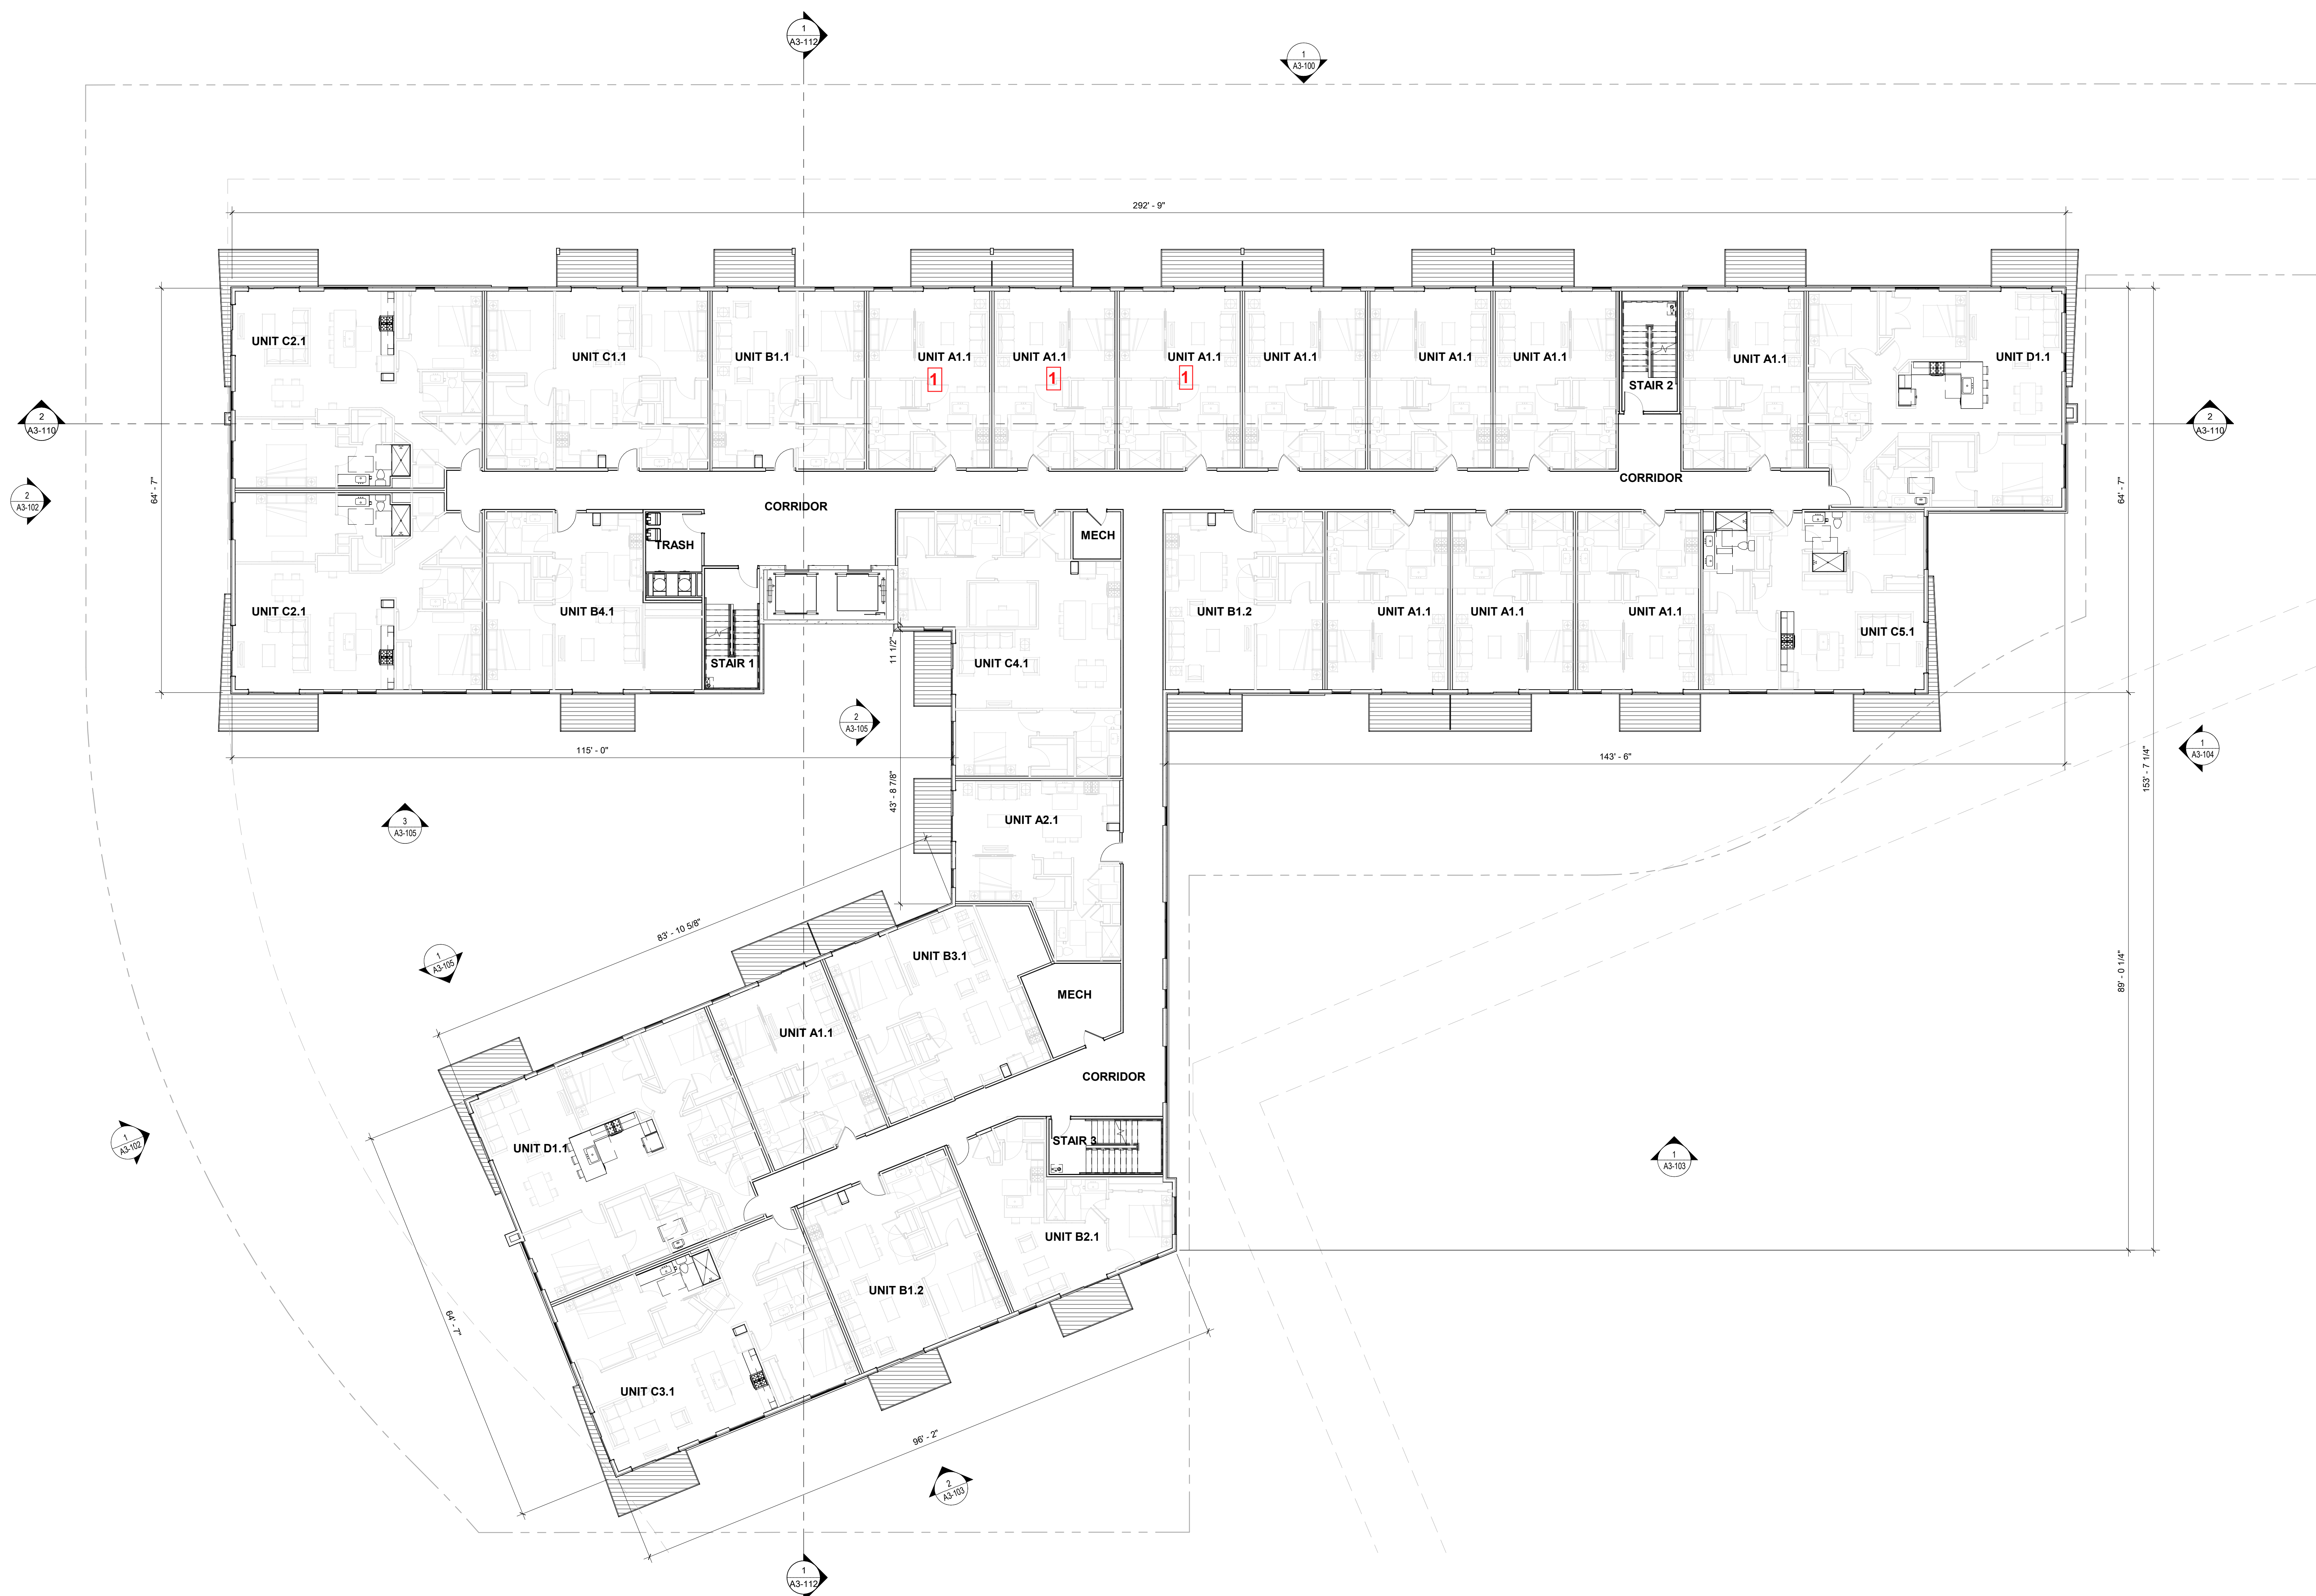 1
A3-112
1
A3-100
292' - 9"
UNIT C2.1
UNIT C1.1
UNIT B1.1
UNIT A1.1
UNIT A1.1
UNIT A1.1
UNIT A1.1
UNIT A1.1
UNIT A1.1
UNIT A1.1
UNIT D1.1
1
1
1
STAIR 2
2
A3-110
2
A3-110
64' - 7"
64' - 7"
2
A3-102
CORRIDOR
CORRIDOR
TRASH
MECH
UNIT C2.1
UNIT B4.1
UNIT B1.2
UNIT A1.1
UNIT A1.1
UNIT A1.1
UNIT C5.1
STAIR 1
11 1/2"
UNIT C4.1
2
A3-105
115' - 0"
143' - 6"
1
A3-104
153' - 7 1/4"
43' - 8 7/8"
3
A3-105
UNIT A2.1
83' - 10 5/8"
1
A3-105
UNIT B3.1
MECH
89' - 0 1/4"
UNIT A1.1
CORRIDOR
1
A3-102
UNIT D1.1
STAIR 3
1
A3-103
UNIT B2.1
UNIT B1.2
64' - 7"
UNIT C3.1
96' - 2"
2
A3-103
1
A3-112